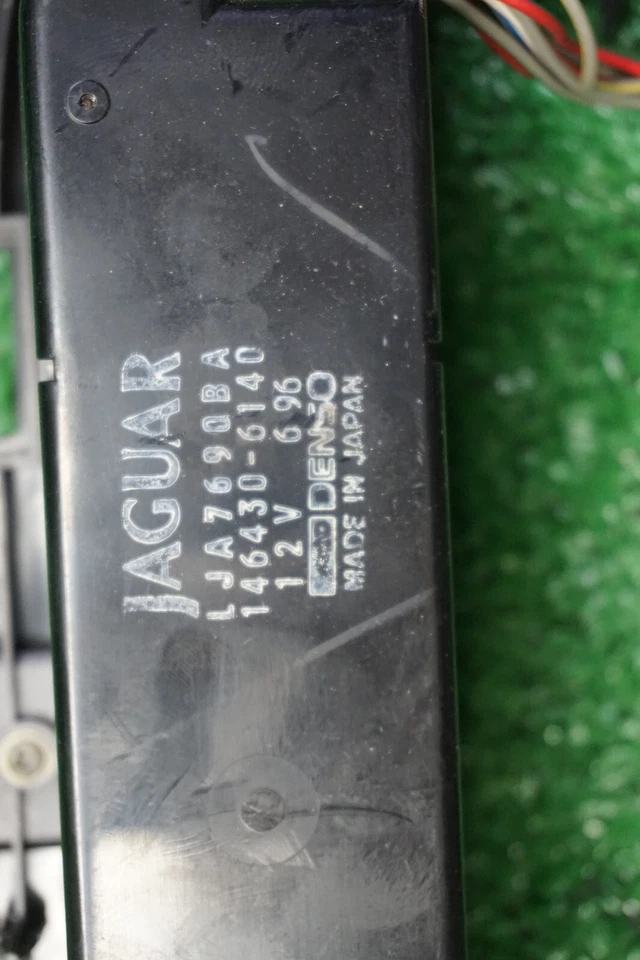 JAGUAR
LJA7690BA
146430-6140
12V 696
DENSO
MADE IN JAPAN